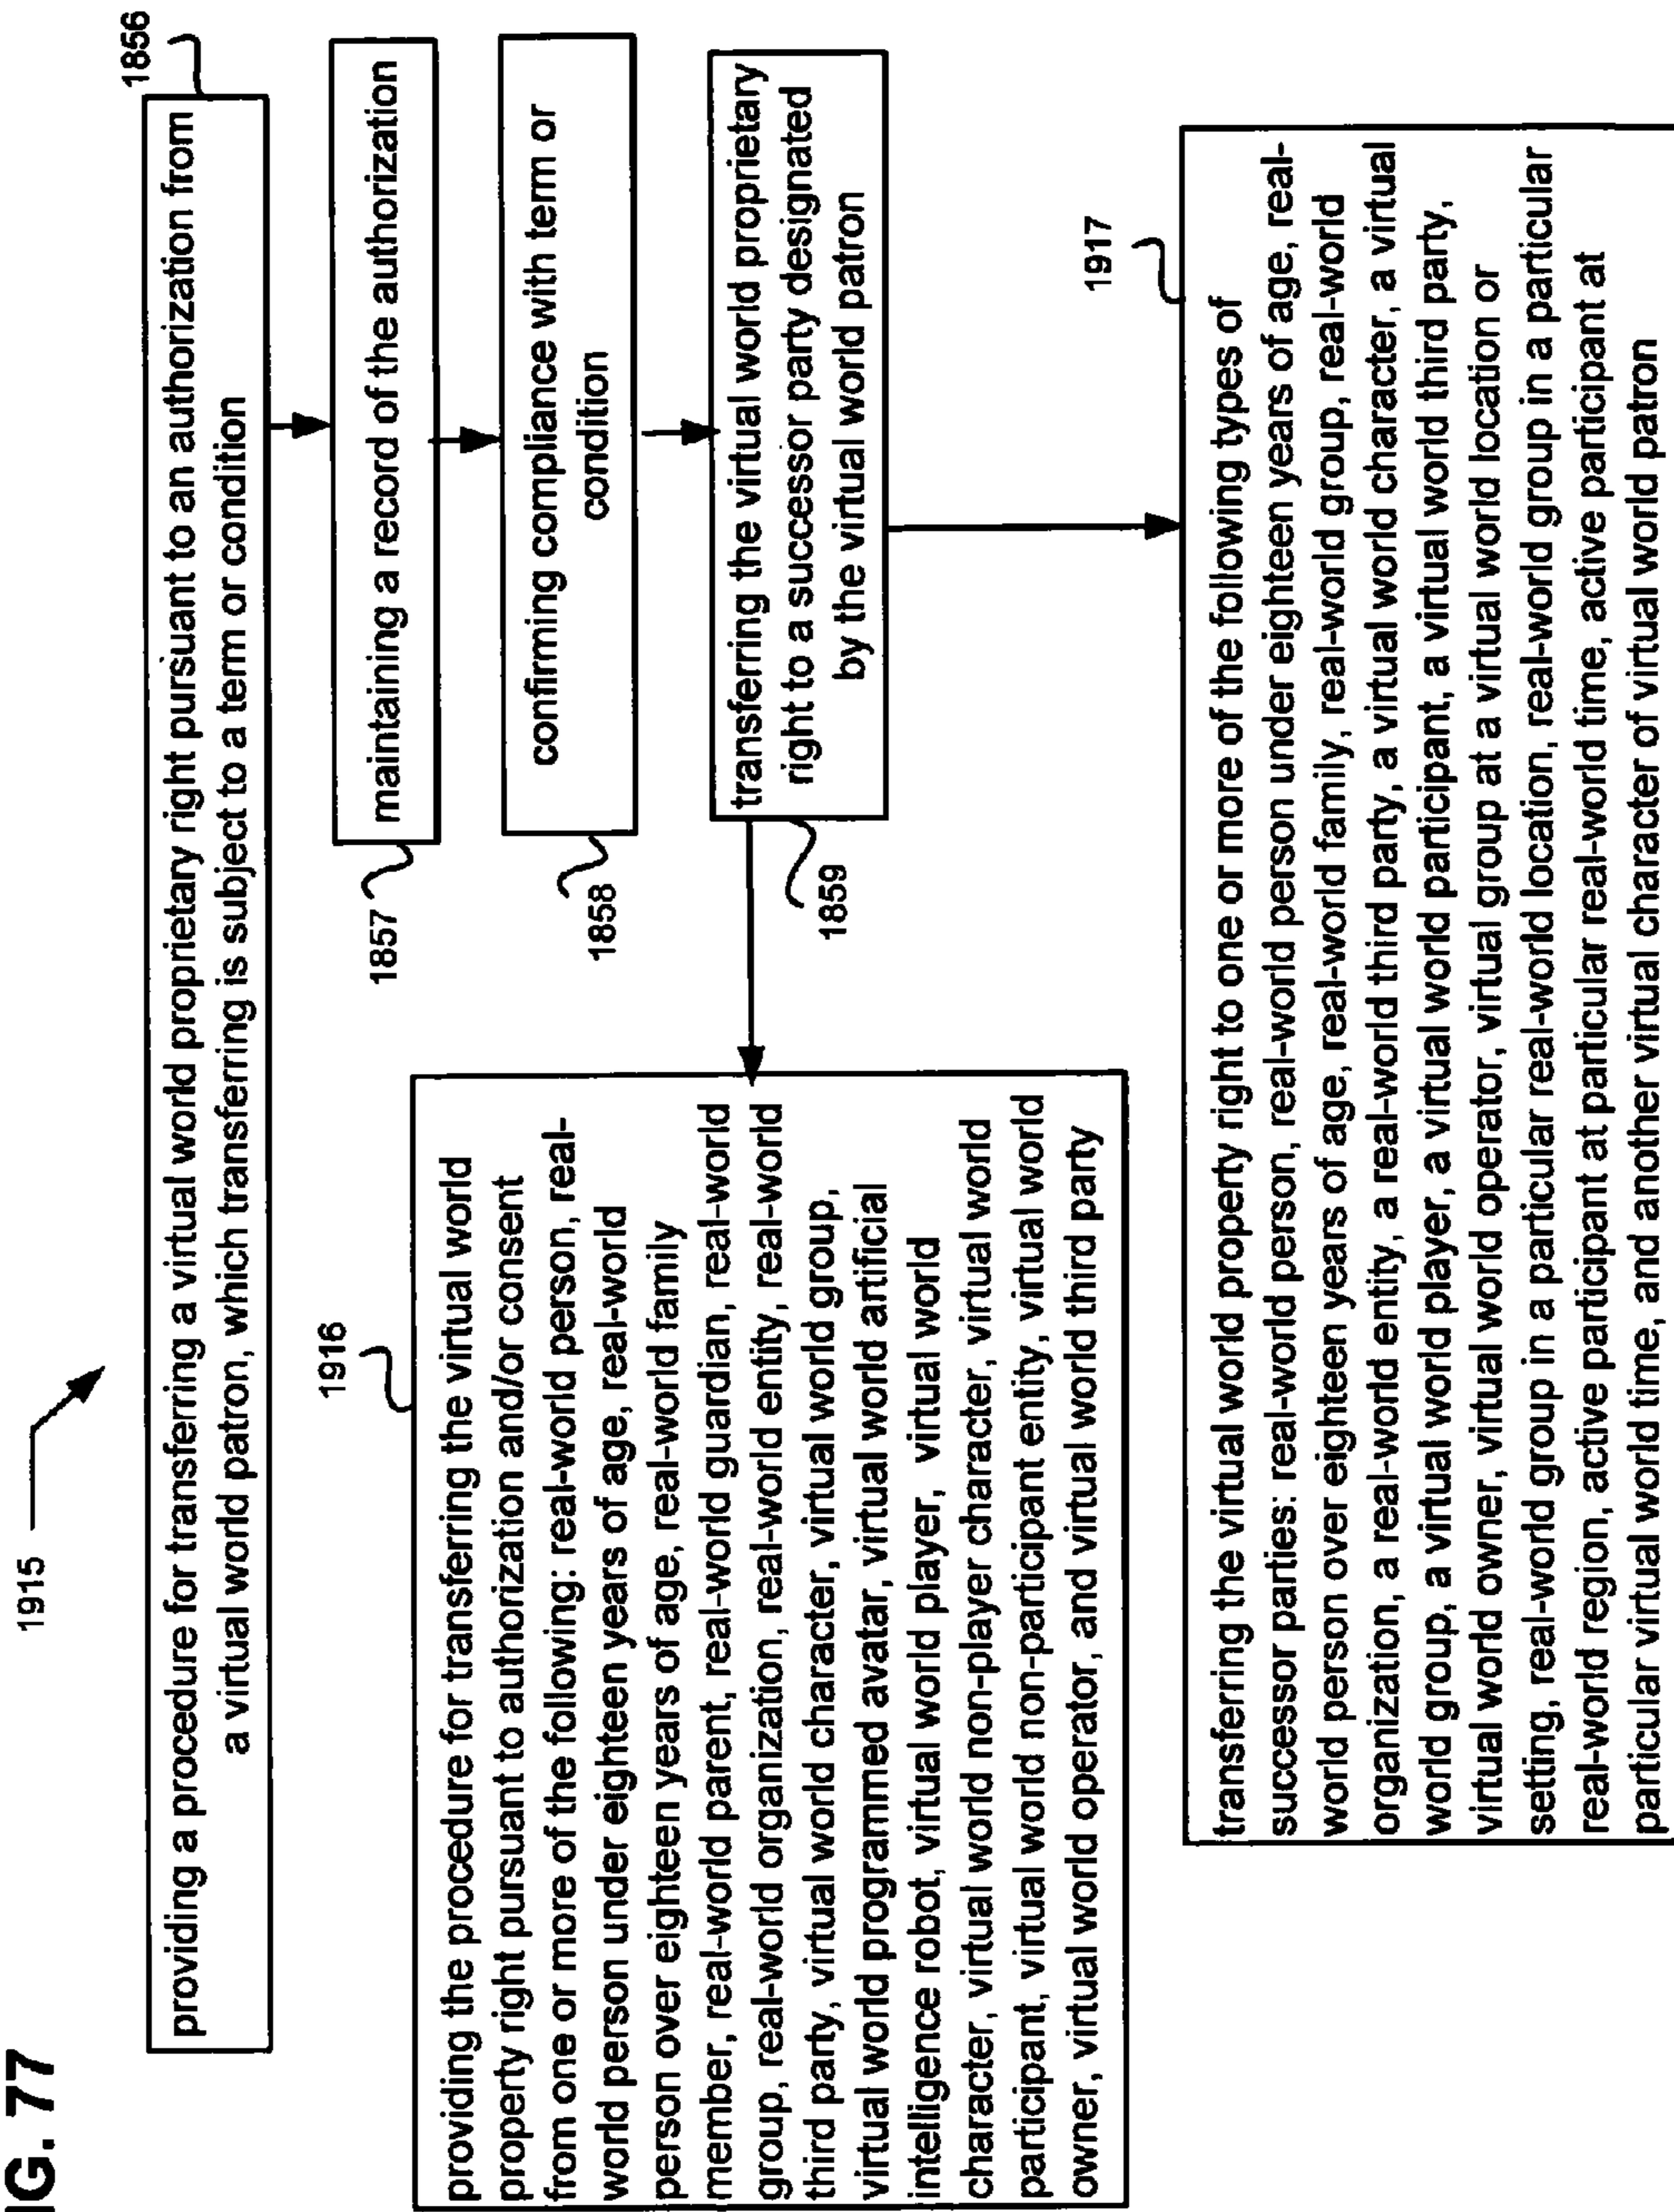 IG. 77
1915
1856
providing a procedure for transferring a virtual world proprietary right pursuant to an authorization from
a virtual world patron, which transferring is subject to a term or condition
1857
maintaining a record of the authorization
1858
confirming compliance with term or
condition
1859
transferring the virtual world proprietary
right to a successor party designated
by the virtual world patron
1916
providing the procedure for transferring the virtual world
property right pursuant to authorization and/or consent
from one or more of the following: real-world person, real-
world person under eighteen years of age, real-world
person over eighteen years of age, real-world family
member, real-world parent, real-world guardian, real-world
group, real-world organization, real-world entity, real-world
third party, virtual world character, virtual world group,
virtual world programmed avatar, virtual world artificial
intelligence robot, virtual world player, virtual world
character, virtual world non-player character, virtual world
participant, virtual world non-participant entity, virtual world
owner, virtual world operator, and virtual world third party
1917
transferring the virtual world property right to one or more of the following types of
successor parties: real-world person, real-world person under eighteen years of age, real-
world person over eighteen years of age, real-world family, real-world group, real-world
organization, a real-world entity, a real-world third party, a virtual world character, a virtual
world group, a virtual world player, a virtual world participant, a virtual world third party,
virtual world owner, virtual world operator, virtual group at a virtual world location or
setting, real-world group in a particular real-world location, real-world group in a particular
real-world region, active participant at particular real-world time, active participant at
particular virtual world time, and another virtual character of virtual world patron